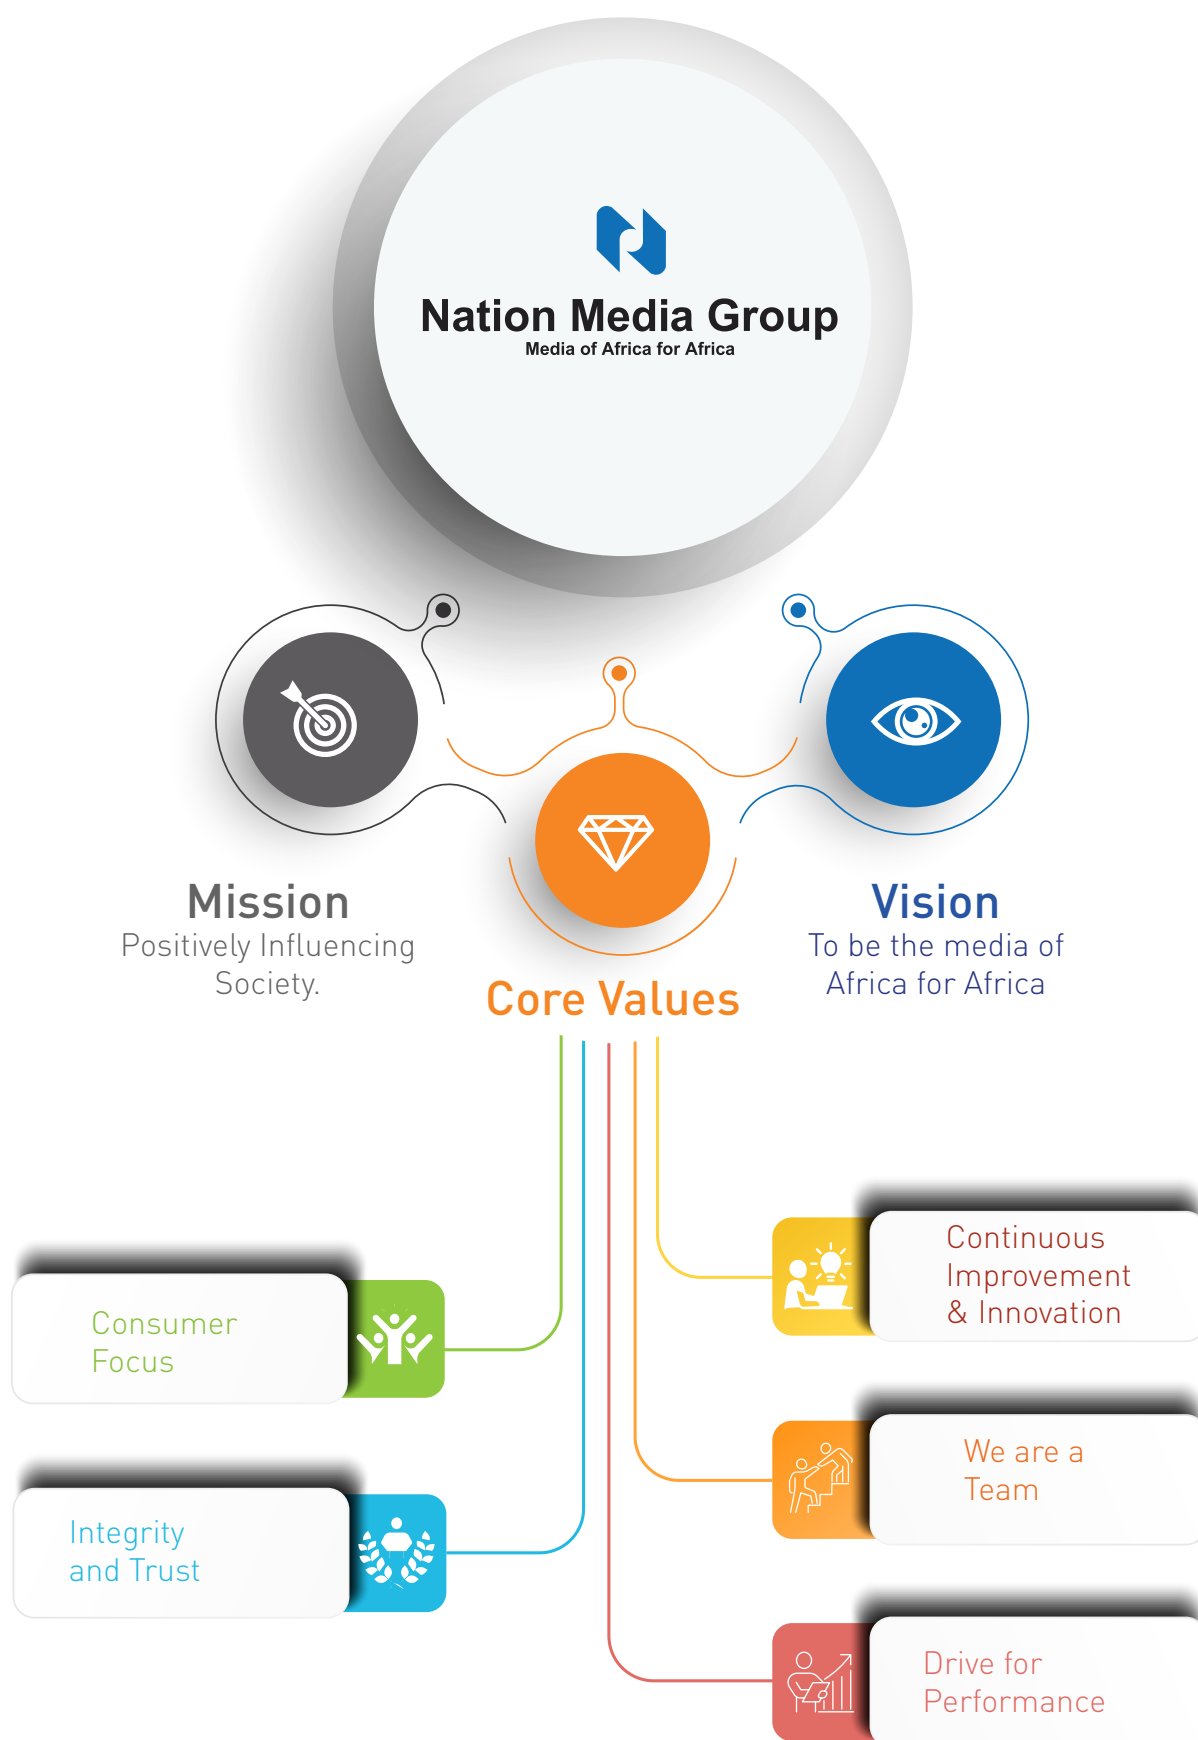 Nation Media Group
Media of Africa for Africa
Mission
Positively Influencing
Society.
Vision
To be the media of
Africa for Africa
Core Values
Consumer
Focus
Integrity
and Trust
Continuous
Improvement
& Innovation
We are a
Team
Drive for
Performance